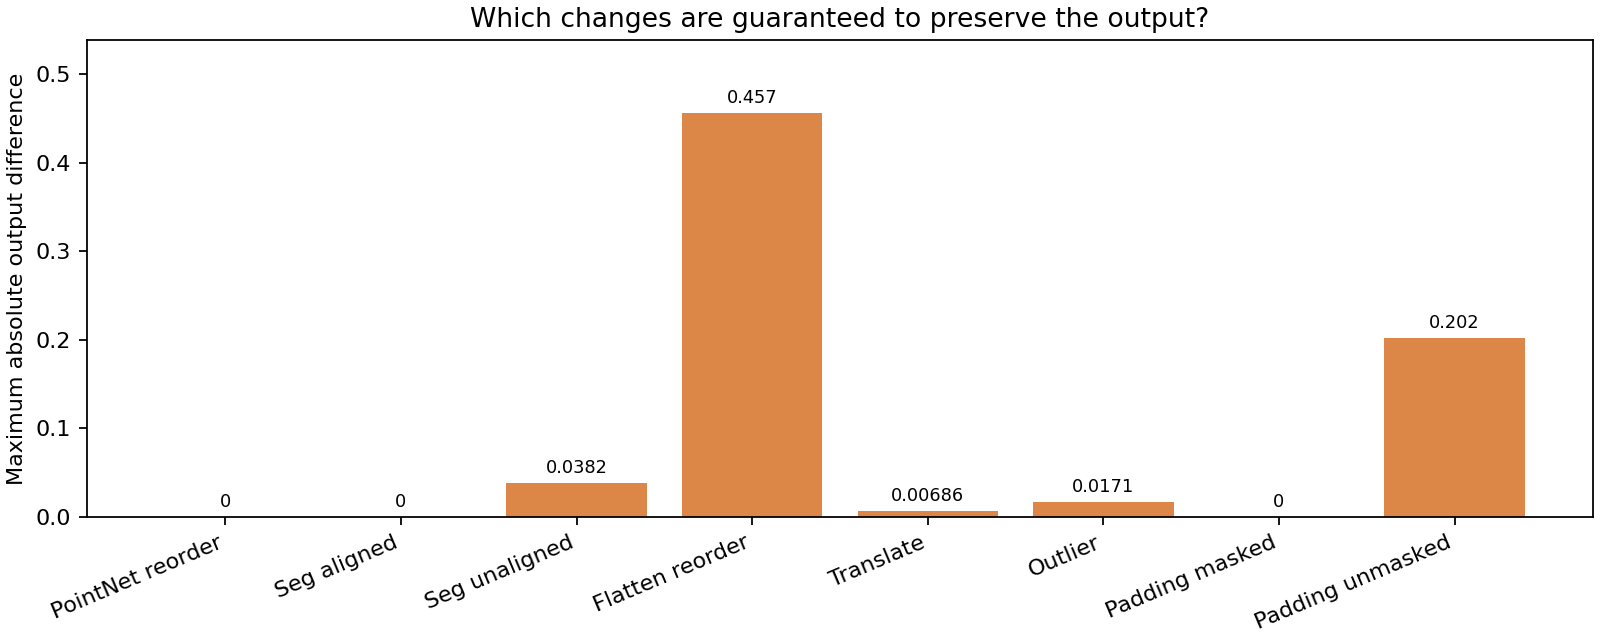 Which changes are guaranteed to preserve the output?
Maximum absolute output difference
0.5
0.4
0.3
0.2
0.1
0.0
0
0
0.0382
0.457
0.00686
0.0171
0
0.202
PointNet reorder
Seg aligned
Seg unaligned
Flatten reorder
Translate
Outlier
Padding masked
Padding unmasked